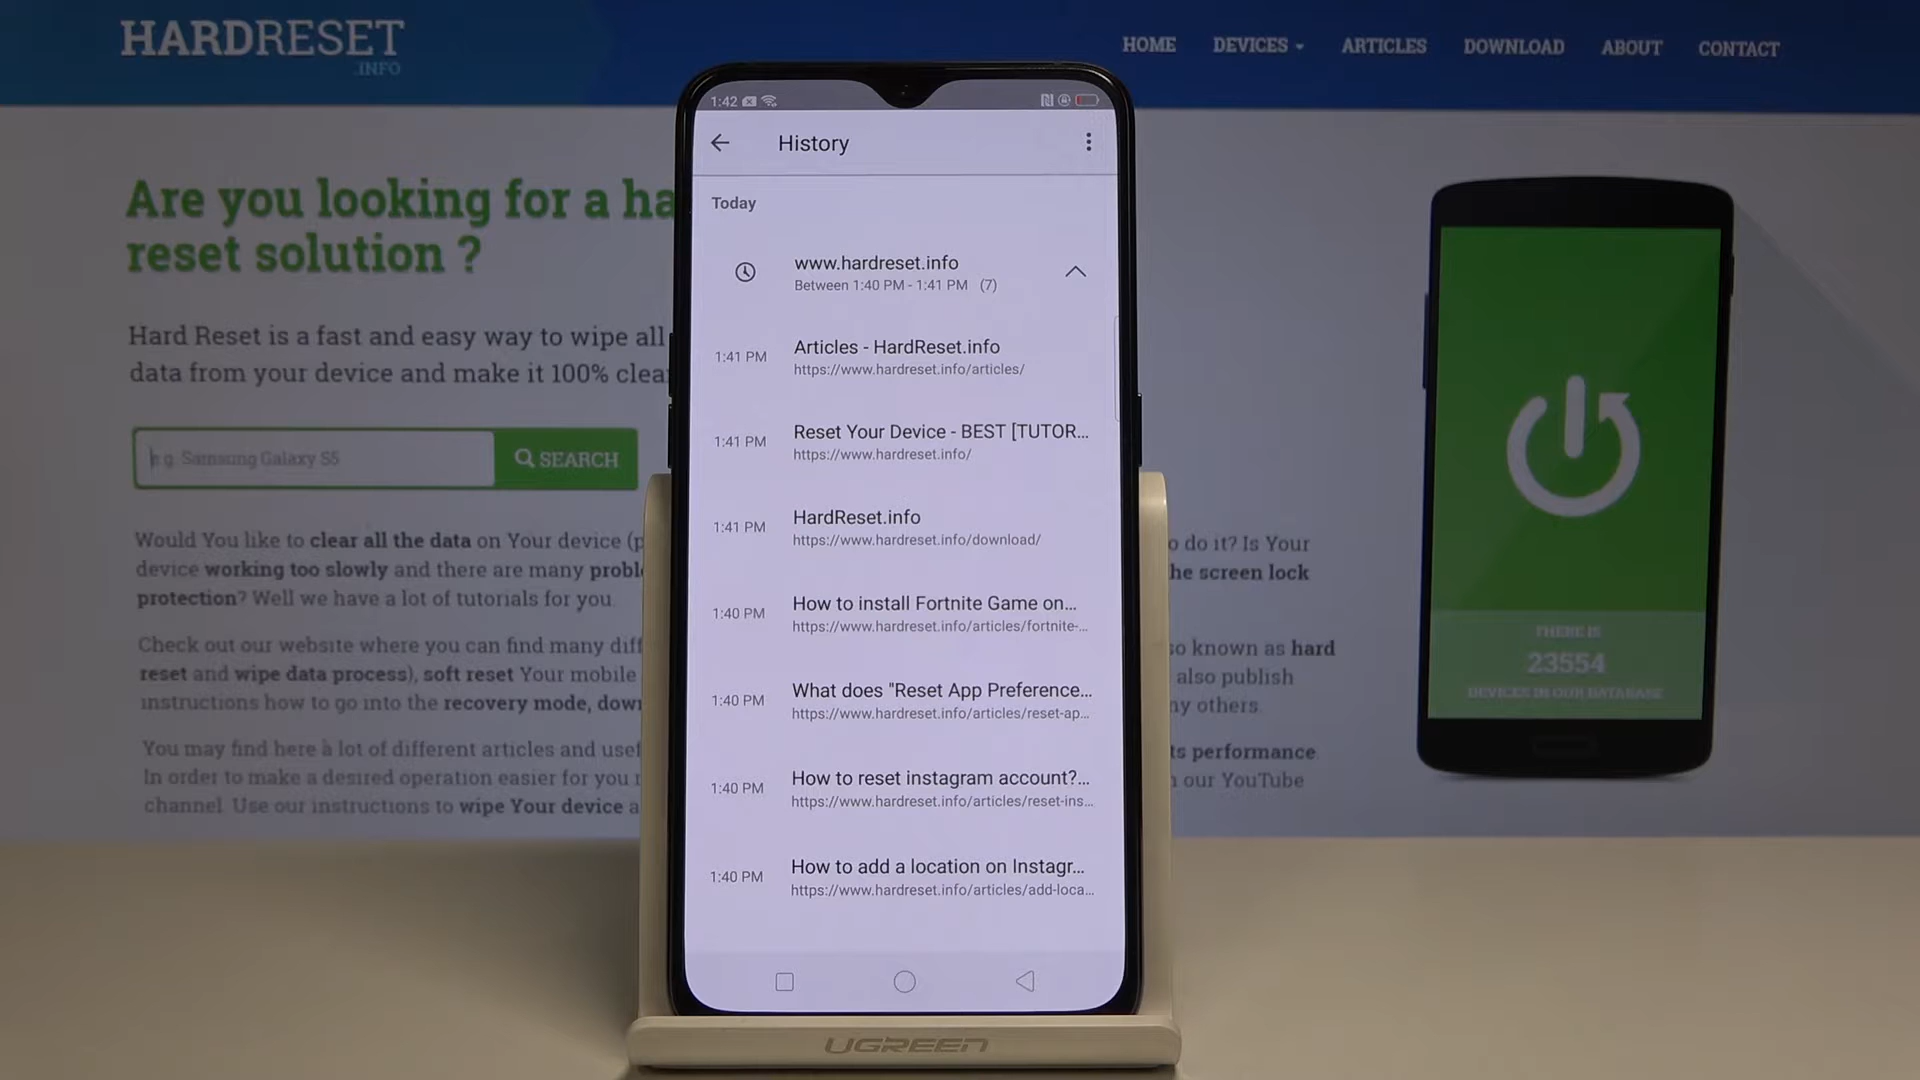 HARDRESET
.INFO
HOME
DEVICES
ARTICLES
DOWNLOAD
ABOUT
CONTACT
Are you looking for a ha
reset solution ?
Hard Reset is a fast and easy way to wipe all
data from your device and make it 100% clea
e.g. Samsung Galaxy S5
SEARCH
Would You like to clear all the data on Your device (p
device working too slowly and there are many probl
protection? Well we have a lot of tutorials for you.
Check out our website where you can find many diff
reset and wipe data process), soft reset Your mobile
instructions how to go into the recovery mode, down
You may find here a lot of different articles and usef
In order to make a desired operation easier for you
channel. Use our instructions to wipe Your device a
1:42
History
Today
www.hardreset.info
Between 1:40 PM - 1:41 PM (7)
Articles - HardReset.info
1:41 PM
https://www.hardreset.info/articles/
Reset Your Device - BEST [TUTOR...
1:41 PM
https://www.hardreset.info/
HardReset.info
1:41 PM
https://www.hardreset.info/download/
How to install Fortnite Game on...
1:40 PM
https://www.hardreset.info/articles/fortnite-...
What does "Reset App Preference...
1:40 PM
https://www.hardreset.info/articles/reset-ap...
How to reset instagram account?...
1:40 PM
https://www.hardreset.info/articles/reset-ins...
How to add a location on Instagr...
1:40 PM
https://www.hardreset.info/articles/add-loca...
o do it? Is Your
he screen lock
so known as hard
also publish
ny others.
ts performance
our YouTube
THERE IS
23554
DEVICES IN OUR DATABASE
UGREEN